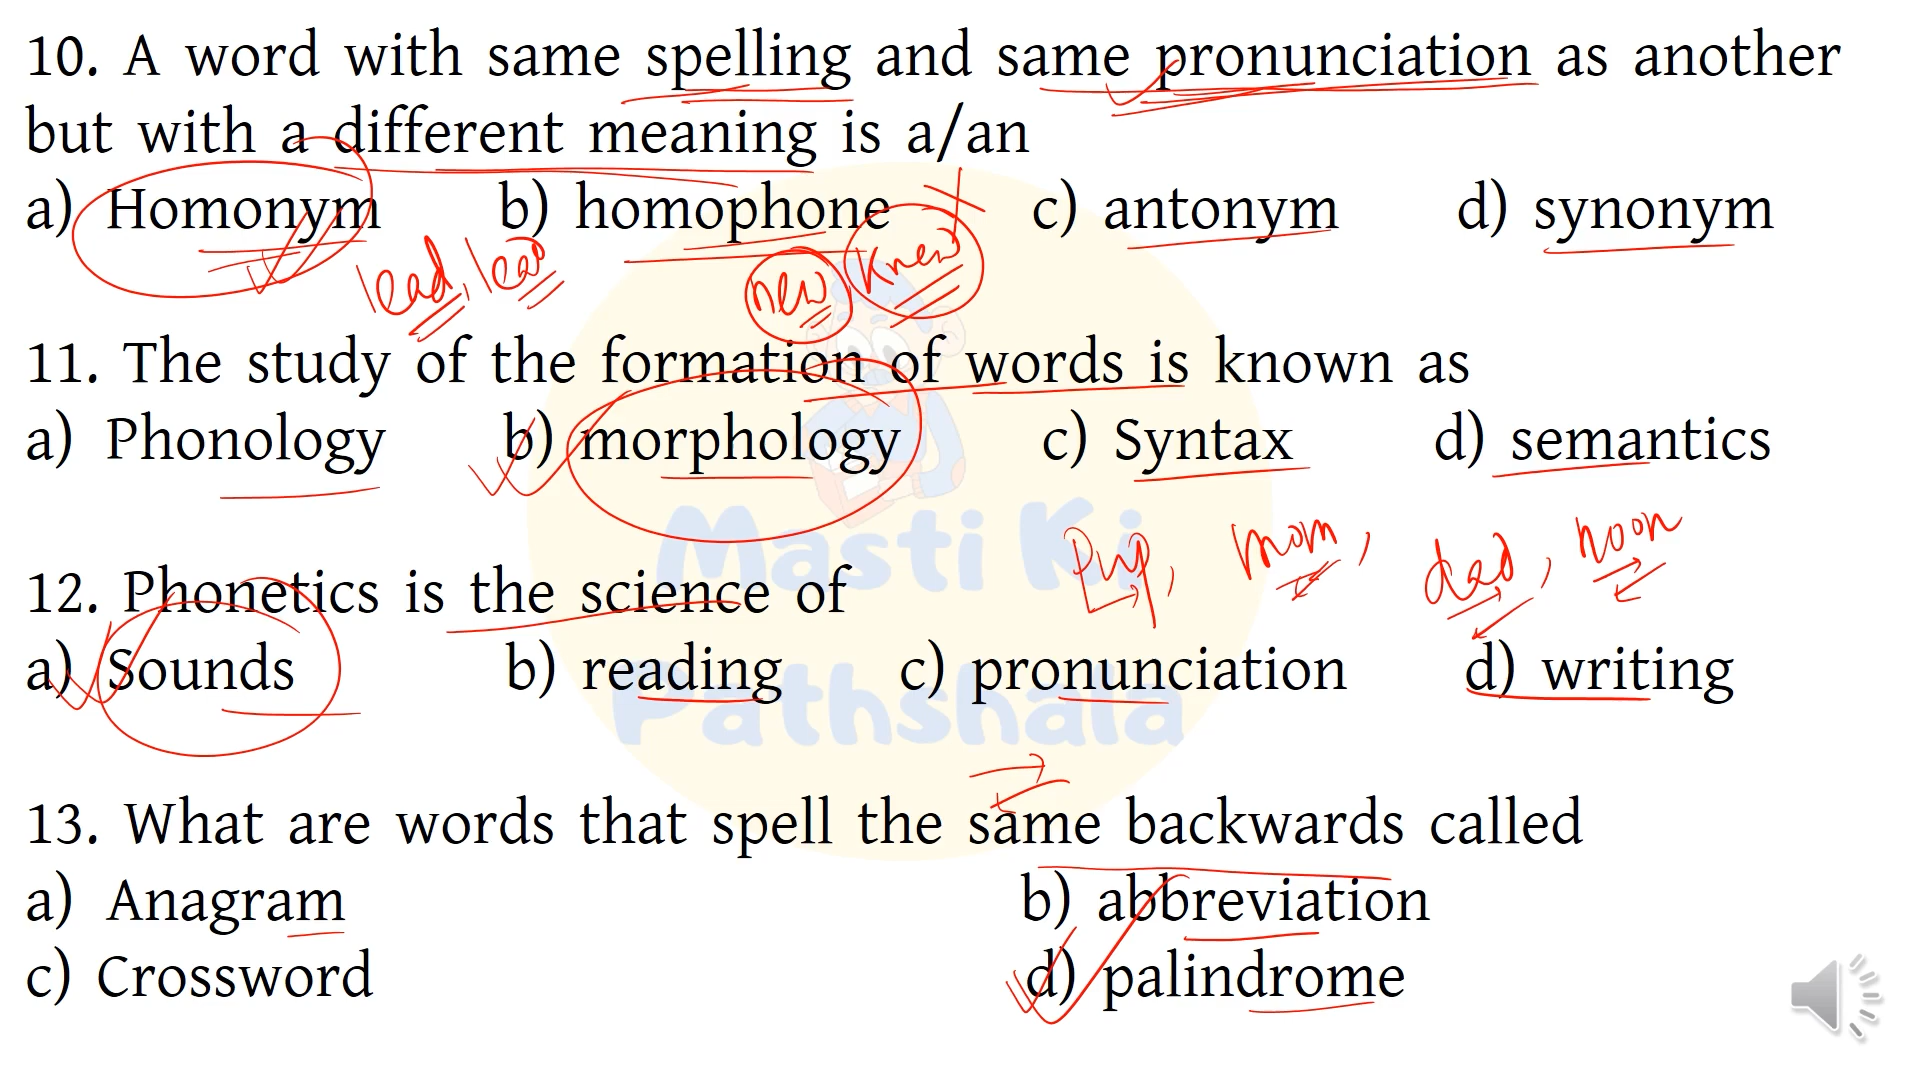 10. A word with same spelling and same pronunciation as another
but with a different meaning is a/an
a) Homonym b) homophone c) antonym d) synonym
lead, lead new knew
11. The study of the formation of words is known as
a) Phonology b) morphology c) Syntax d) semantics
Pup, mom, dad, noon
12. Phonetics is the science of
a) Sounds b) reading c) pronunciation d) writing
13. What are words that spell the same backwards called
a) Anagram b) abbreviation
c) Crossword d) palindrome
Masti Ki
Pathshala